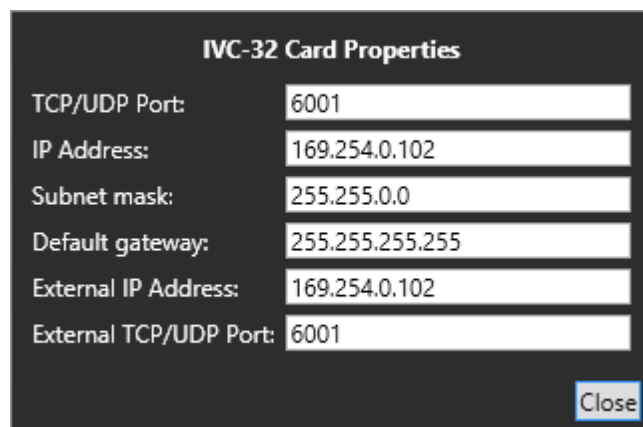 IVC-32 Card Properties
TCP/UDP Port: 6001
IP Address: 169.254.0.102
Subnet mask: 255.255.0.0
Default gateway: 255.255.255.255
External IP Address: 169.254.0.102
External TCP/UDP Port: 6001
Close